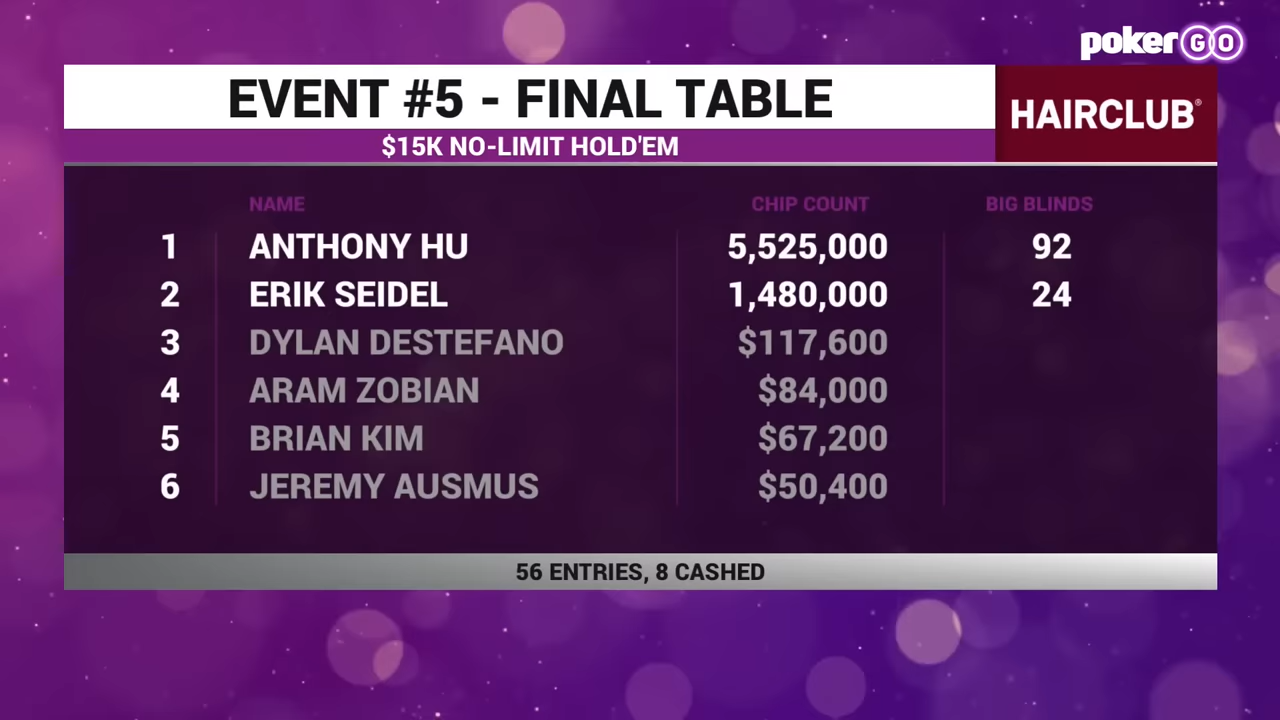 poker GO
EVENT #5 - FINAL TABLE
HAIRCLUB®
$15K NO-LIMIT HOLD'EM
NAME CHIP COUNT BIG BLINDS
1 ANTHONY HU 5,525,000 92
2 ERIK SEIDEL 1,480,000 24
3 DYLAN DESTEFANO $117,600
4 ARAM ZOBIAN $84,000
5 BRIAN KIM $67,200
6 JEREMY AUSMUS $50,400
56 ENTRIES, 8 CASHED